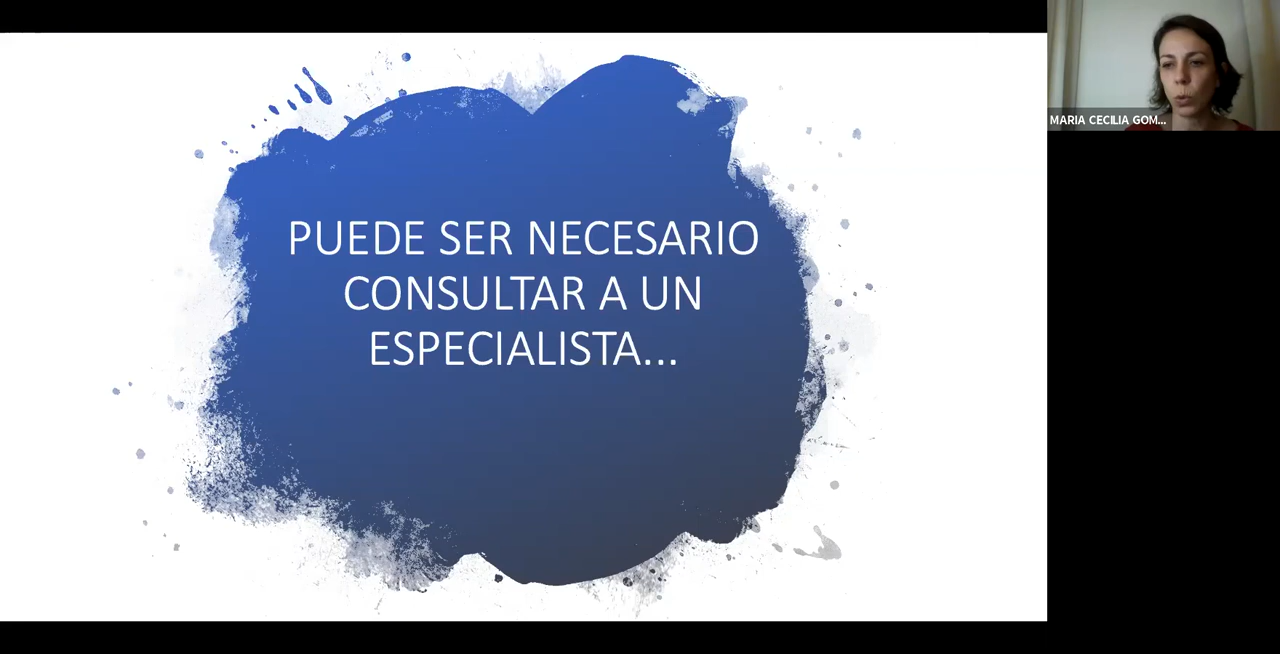 PUEDE SER NECESARIO
CONSULTAR A UN
ESPECIALISTA...
MARIA CECILIA GOM...